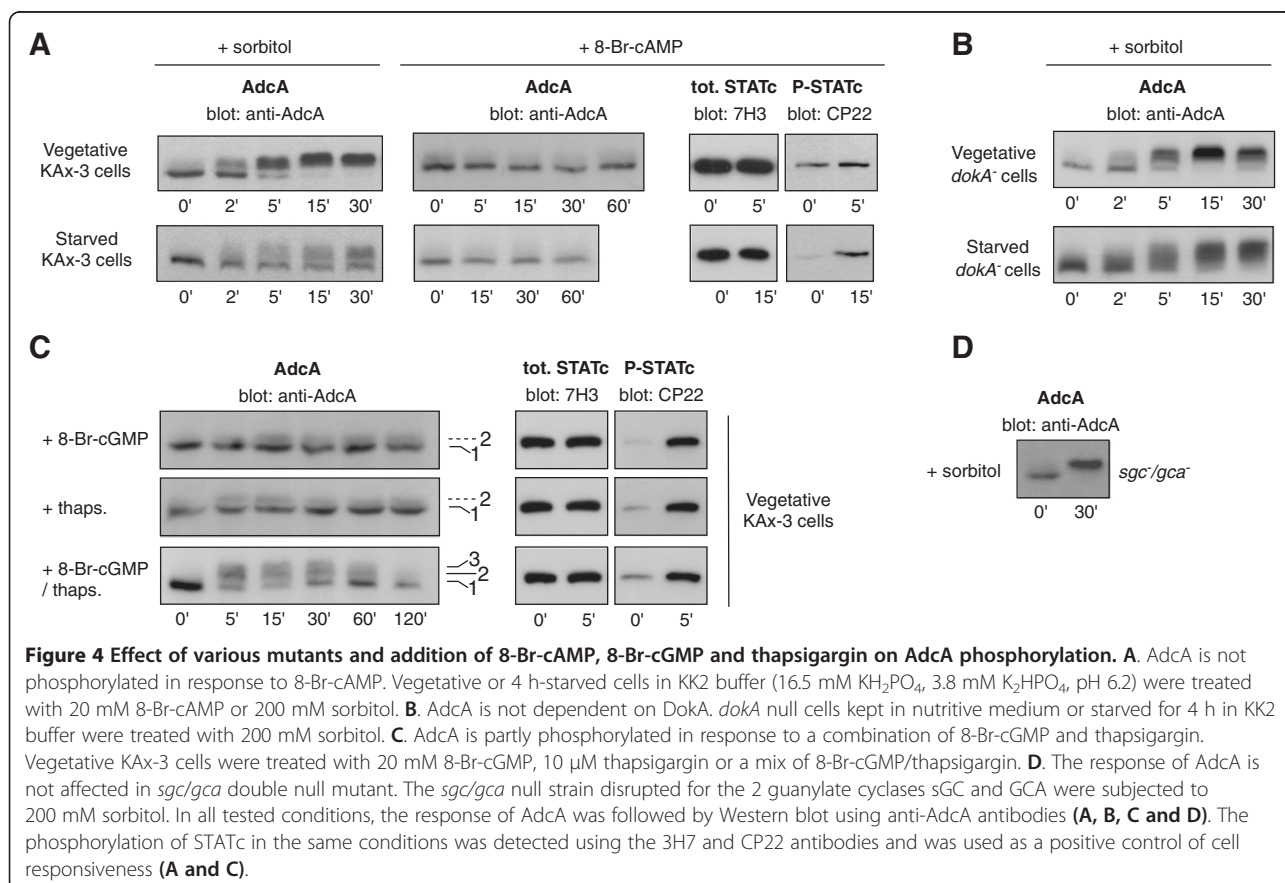 A
+ sorbitol
+ 8-Br-cAMP
AdcA
blot: anti-AdcA
AdcA
blot: anti-AdcA
tot. STATc
blot: 7H3
P-STATc
blot: CP22
Vegetative
KAx-3 cells
0' 2' 5' 15' 30'
0' 5' 15' 30' 60'
0' 5'
0' 5'
Starved
KAx-3 cells
0' 2' 5' 15' 30'
0' 15' 30' 60'
0' 15'
0' 15'
B
+ sorbitol
AdcA
blot: anti-AdcA
Vegetative
dokA- cells
0' 2' 5' 15' 30'
Starved
dokA- cells
0' 2' 5' 15' 30'
C
AdcA
blot: anti-AdcA
tot. STATc
blot: 7H3
P-STATc
blot: CP22
+ 8-Br-cGMP
2
1
+ thaps.
2
1
+ 8-Br-cGMP
/ thaps.
3
2
1
0' 5' 15' 30' 60' 120'
0' 5'
0' 5'
Vegetative
KAx-3 cells
D
AdcA
blot: anti-AdcA
+ sorbitol
sgc-/gca-
0' 30'
Figure 4 Effect of various mutants and addition of 8-Br-cAMP, 8-Br-cGMP and thapsigargin on AdcA phosphorylation. A. AdcA is not
phosphorylated in response to 8-Br-cAMP. Vegetative or 4 h-starved cells in KK2 buffer (16.5 mM KH₂PO₄, 3.8 mM K₂HPO₄, pH 6.2) were treated
with 20 mM 8-Br-cAMP or 200 mM sorbitol. B. AdcA is not dependent on DokA. dokA null cells kept in nutritive medium or starved for 4 h in KK2
buffer were treated with 200 mM sorbitol. C. AdcA is partly phosphorylated in response to a combination of 8-Br-cGMP and thapsigargin.
Vegetative KAx-3 cells were treated with 20 mM 8-Br-cGMP, 10 μM thapsigargin or a mix of 8-Br-cGMP/thapsigargin. D. The response of AdcA is
not affected in sgc/gca double null mutant. The sgc/gca null strain disrupted for the 2 guanylate cyclases sGC and GCA were subjected to
200 mM sorbitol. In all tested conditions, the response of AdcA was followed by Western blot using anti-AdcA antibodies (A, B, C and D). The
phosphorylation of STATc in the same conditions was detected using the 3H7 and CP22 antibodies and was used as a positive control of cell
responsiveness (A and C).